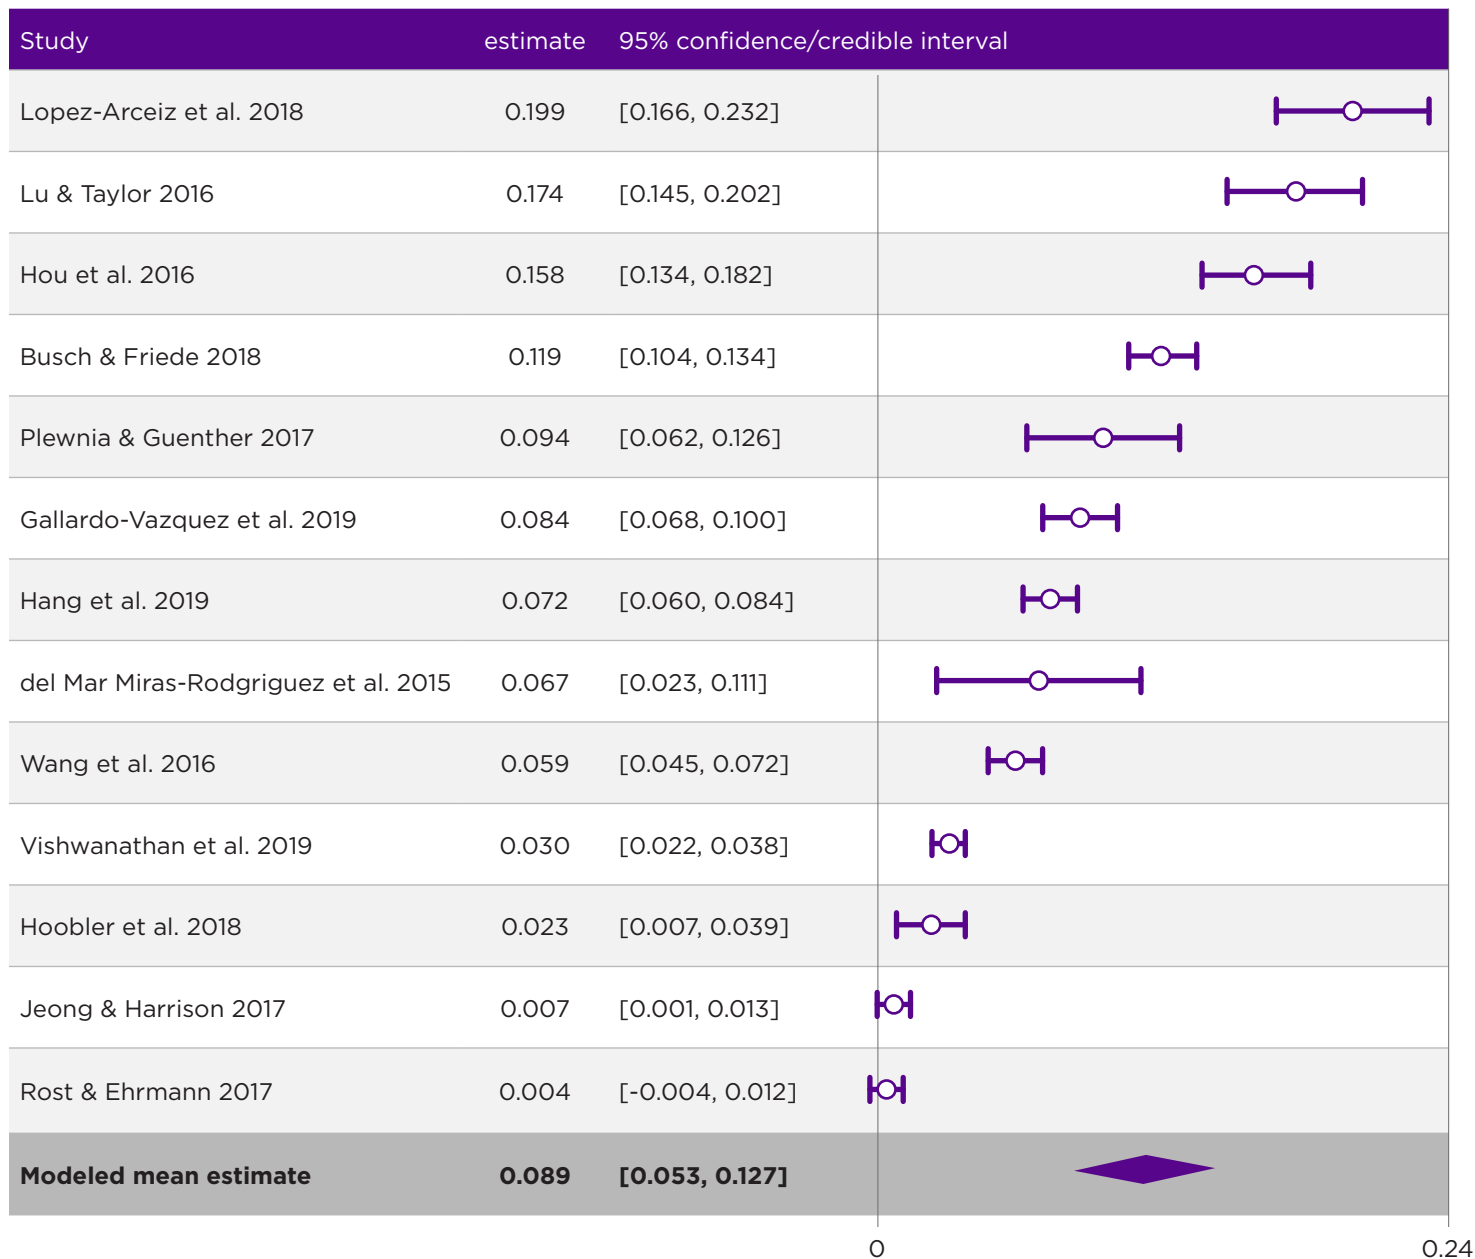 Study estimate 95% confidence/credible interval
Lopez-Arceiz et al. 2018 0.199 [0.166, 0.232]
Lu & Taylor 2016 0.174 [0.145, 0.202]
Hou et al. 2016 0.158 [0.134, 0.182]
Busch & Friede 2018 0.119 [0.104, 0.134]
Plewnia & Guenther 2017 0.094 [0.062, 0.126]
Gallardo-Vazquez et al. 2019 0.084 [0.068, 0.100]
Hang et al. 2019 0.072 [0.060, 0.084]
del Mar Miras-Rodgriguez et al. 2015 0.067 [0.023, 0.111]
Wang et al. 2016 0.059 [0.045, 0.072]
Vishwanathan et al. 2019 0.030 [0.022, 0.038]
Hoobler et al. 2018 0.023 [0.007, 0.039]
Jeong & Harrison 2017 0.007 [0.001, 0.013]
Rost & Ehrmann 2017 0.004 [-0.004, 0.012]
Modeled mean estimate 0.089 [0.053, 0.127]
0 0.24